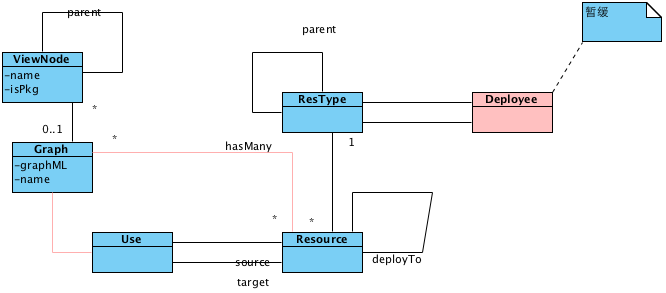 parent
暂缓
parent
ViewNode
-name
-isPkg
ResType
Deployee
*
0..1
*
1
Graph
-graphML
-name
hasMany
*
*
Use
Resource
source
deployTo
target